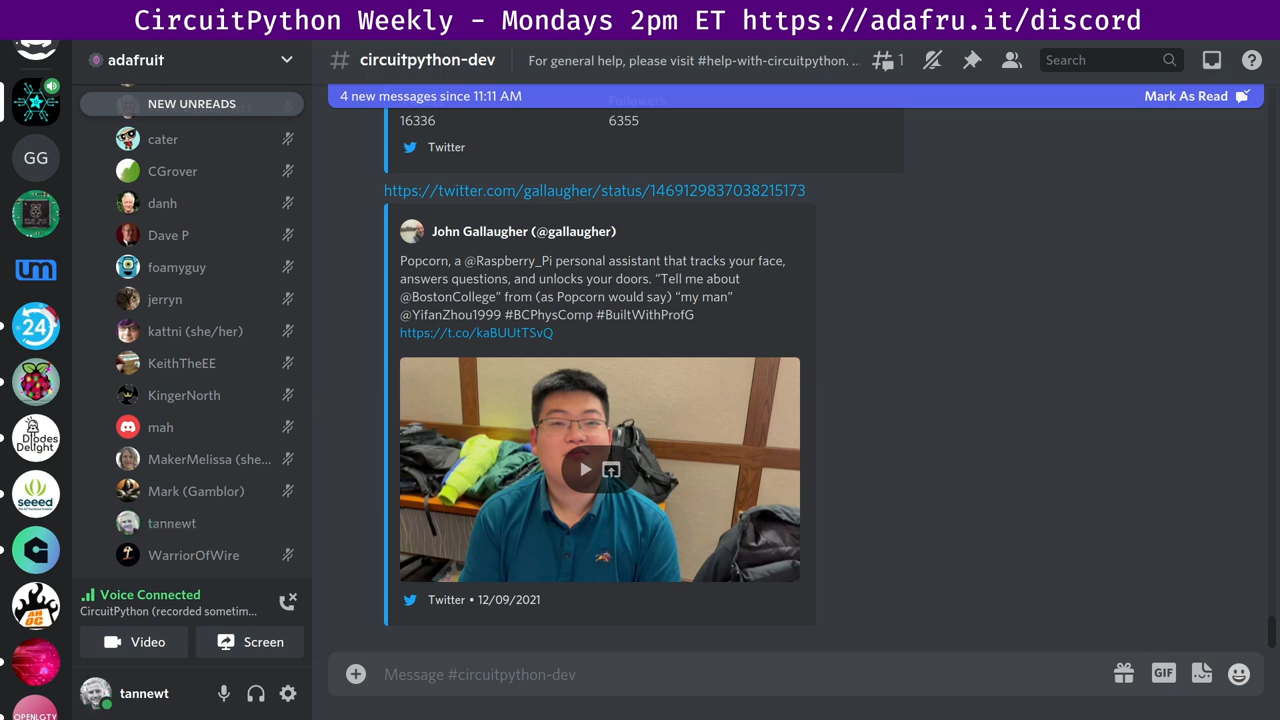 CircuitPython Weekly - Mondays 2pm ET https://adafru.it/discord
adafruit
circuitpython-dev
For general help, please visit #help-with-circuitpython. ...
1
Search
NEW UNREADS
4 new messages since 11:11 AM
Mark As Read
Followers
16336
6355
Twitter
GG
cater
CGrover
danh
Dave P
foamyguy
jerryn
kattni (she/her)
KeithTheEE
KingerNorth
mah
MakerMelissa (she...
Mark (Gamblor)
tannewt
WarriorOfWire
um
24
DIodes
Delight
seeed
OPENLGTV
https://twitter.com/gallaugher/status/1469129837038215173
John Gallaugher (@gallaugher)
Popcorn, a @Raspberry_Pi personal assistant that tracks your face,
answers questions, and unlocks your doors. “Tell me about
@BostonCollege” from (as Popcorn would say) “my man”
@YifanZhou1999 #BCPhysComp #BuiltWithProfG
https://t.co/kaBUUtTSvQ
Twitter • 12/09/2021
Voice Connected
CircuitPython (recorded sometim...
Video
Screen
tannewt
Message #circuitpython-dev
GIF